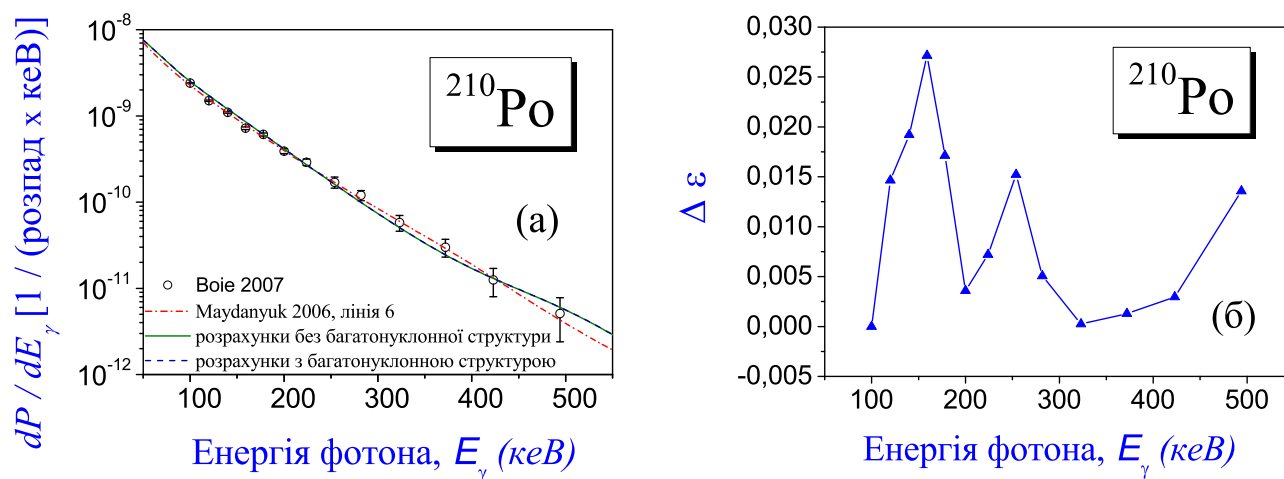 dP / dEγ [1 / (розпад x кеВ)]
10⁻⁸
10⁻⁹
10⁻¹⁰
10⁻¹¹
10⁻¹²
²¹⁰Po
(а)
Boie 2007
Maydanyuk 2006, лінія 6
розрахунки без багатонуклонної структури
розрахунки з багатонуклонною структурою
100 200 300 400 500
Енергія фотона, Eγ (кеВ)
Δ ε
0,030
0,025
0,020
0,015
0,010
0,005
0,000
-0,005
²¹⁰Po
(б)
100 200 300 400 500
Енергія фотона, Eγ (кеВ)